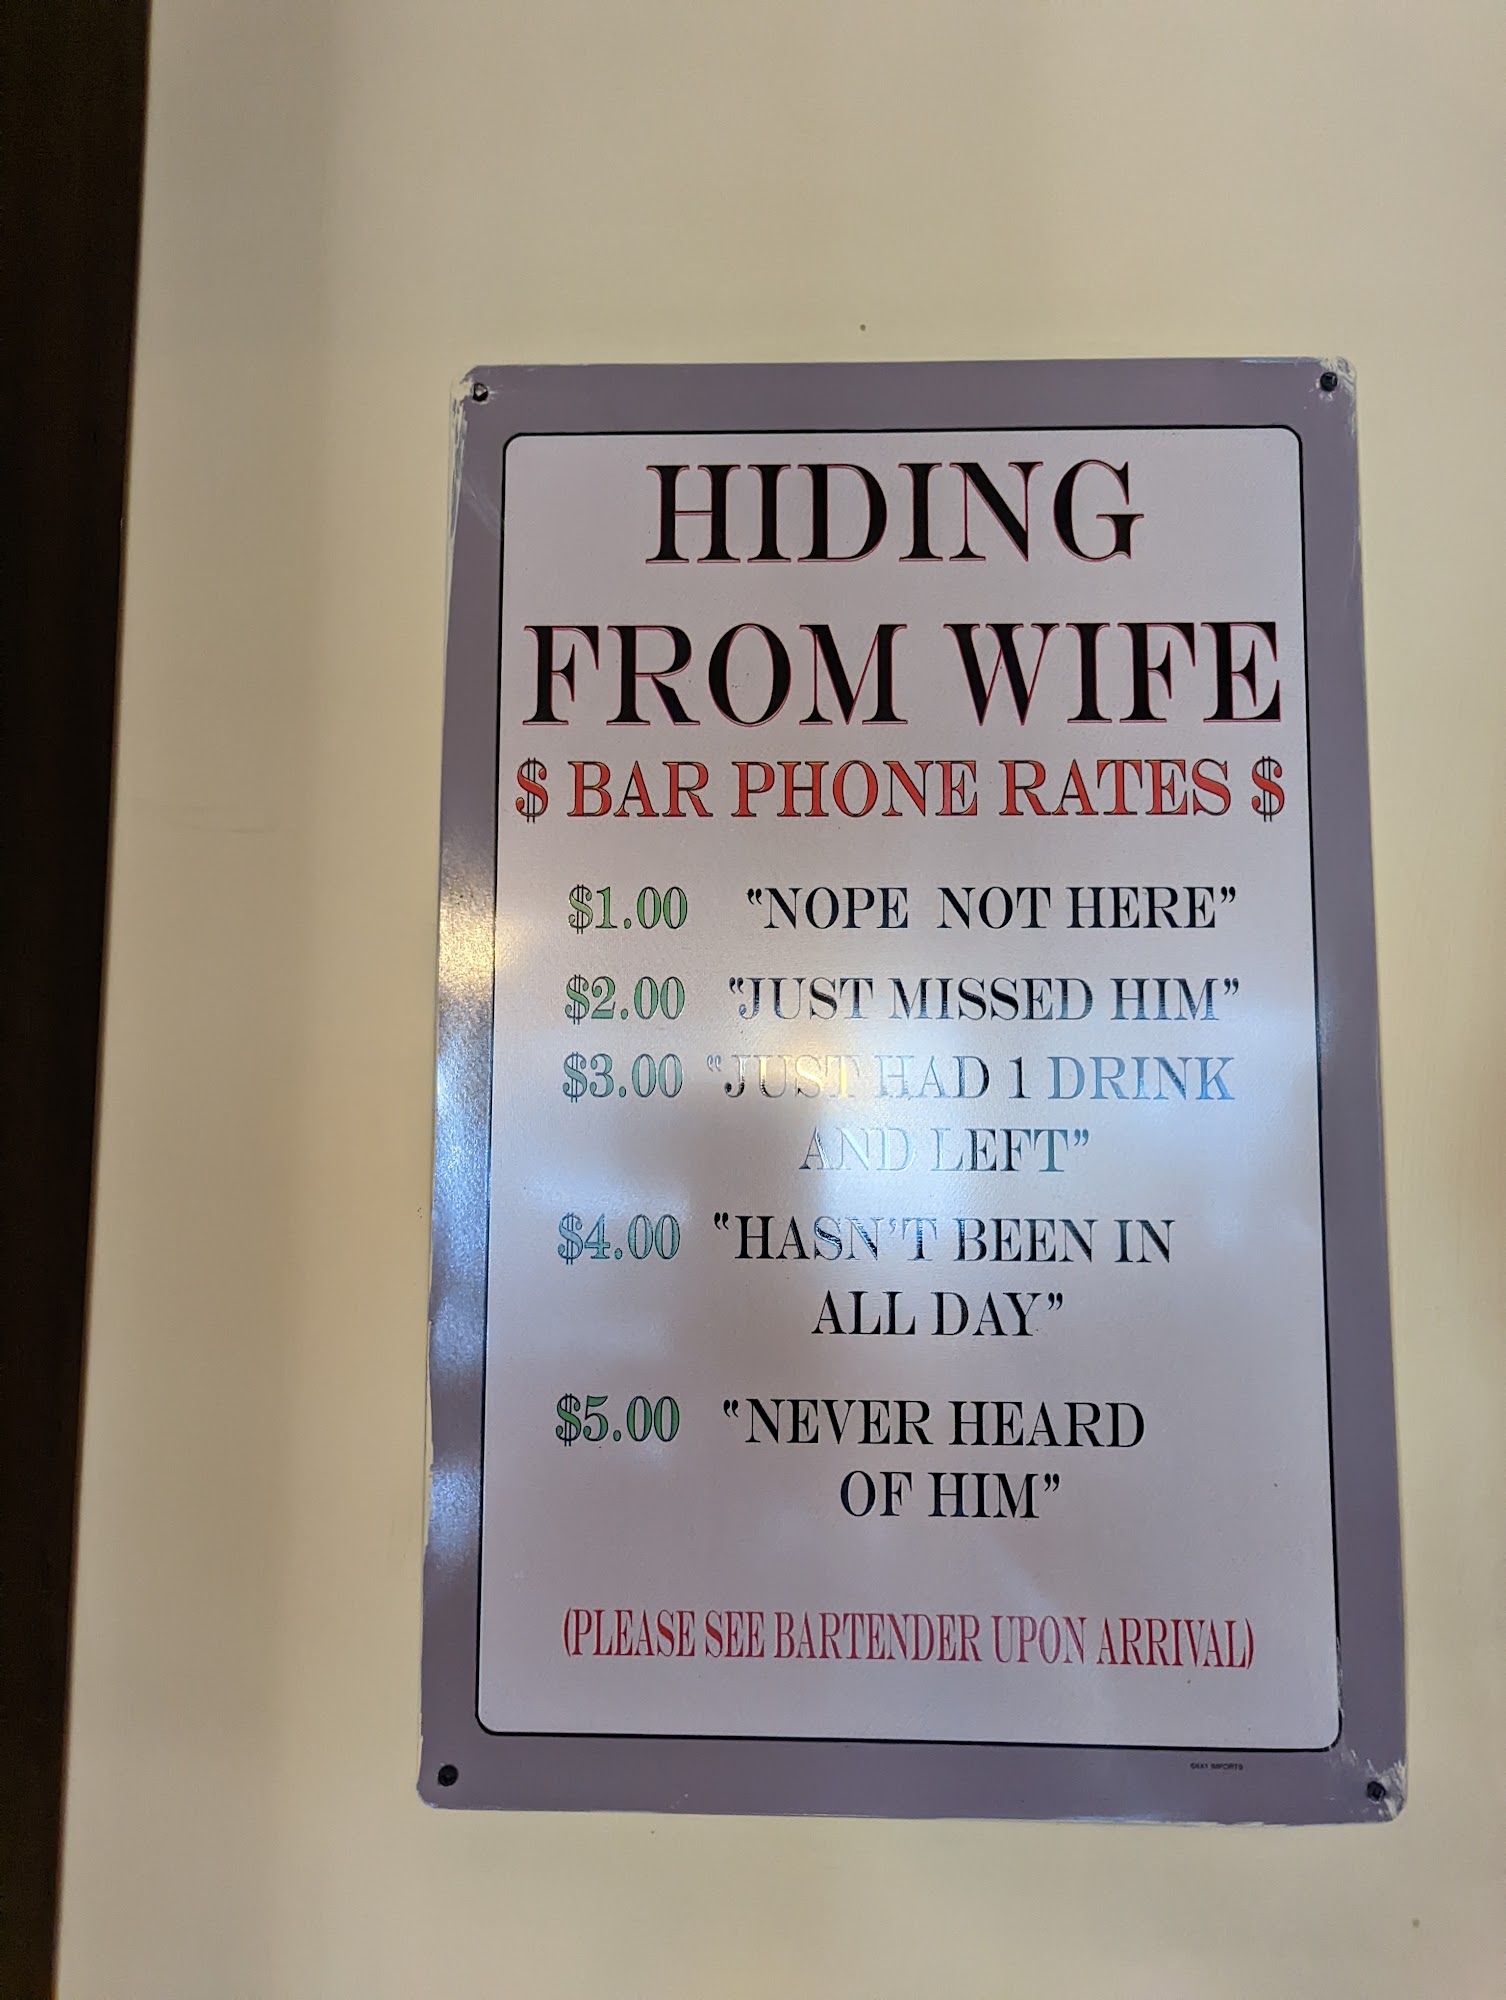 HIDING
FROM WIFE
$ BAR PHONE RATES $
$1.00 "NOPE NOT HERE"
$2.00 "JUST MISSED HIM"
$3.00 "JUST HAD 1 DRINK
AND LEFT"
$4.00 "HASN'T BEEN IN
ALL DAY"
$5.00 "NEVER HEARD
OF HIM"
(PLEASE SEE BARTENDER UPON ARRIVAL)
IMPORTS